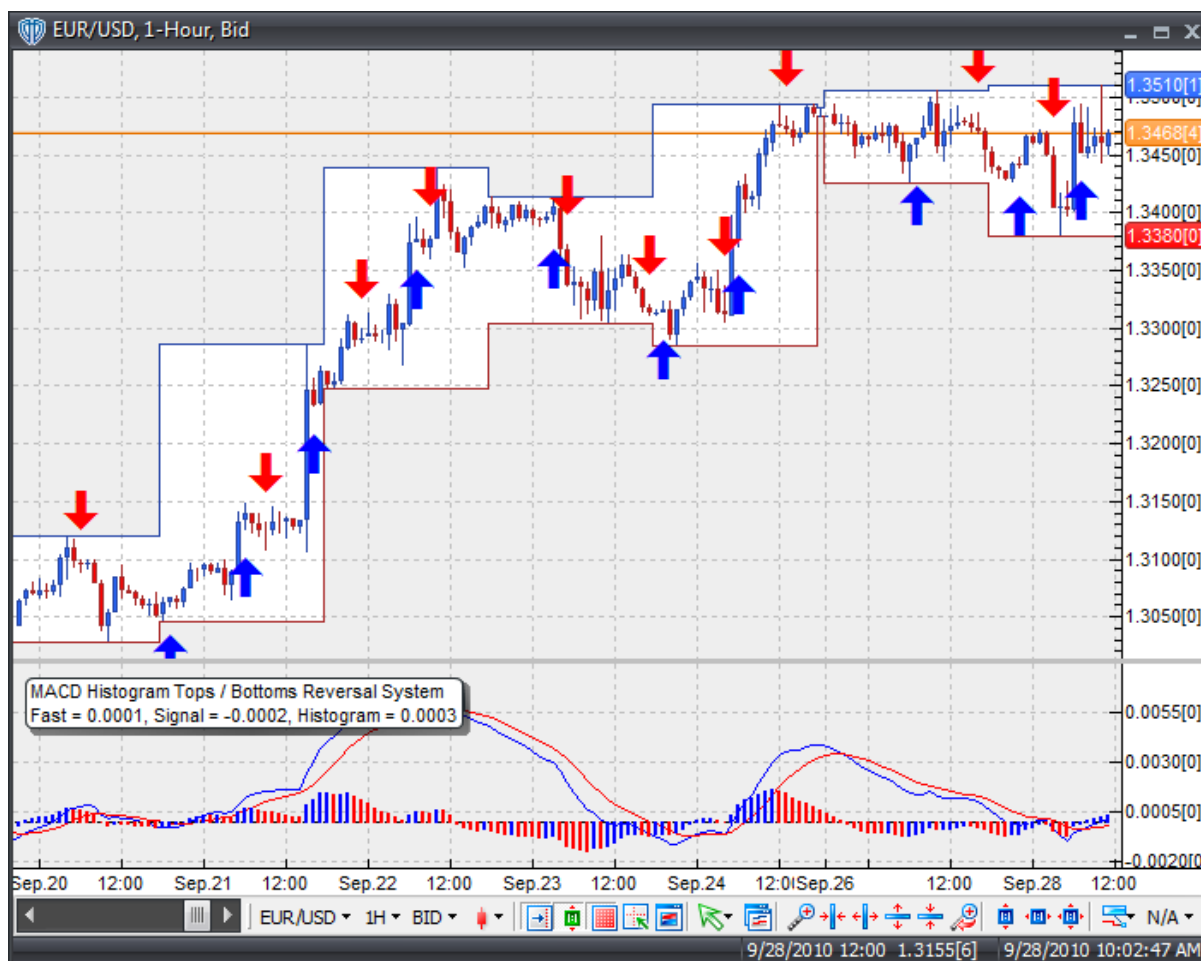 EUR/USD, 1-Hour, Bid
1.3510[1]
1.3468[4]
1.3450[0]
1.3400[0]
1.3380[0]
1.3350[0]
1.3300[0]
1.3250[0]
1.3200[0]
1.3150[0]
1.3100[0]
1.3050[0]
MACD Histogram Tops / Bottoms Reversal System
Fast = 0.0001, Signal = -0.0002, Histogram = 0.0003
0.0055[0]
0.0030[0]
0.0005[0]
-0.0020[0
Sep.20 12:00 Sep.21 12:00 Sep.22 12:00 Sep.23 12:00 Sep.24 12:0 Sep.26 12:00 Sep.28 12:00
EUR/USD 1H BID N/A
9/28/2010 12:00 1.3155[6] 9/28/2010 10:02:47 AM